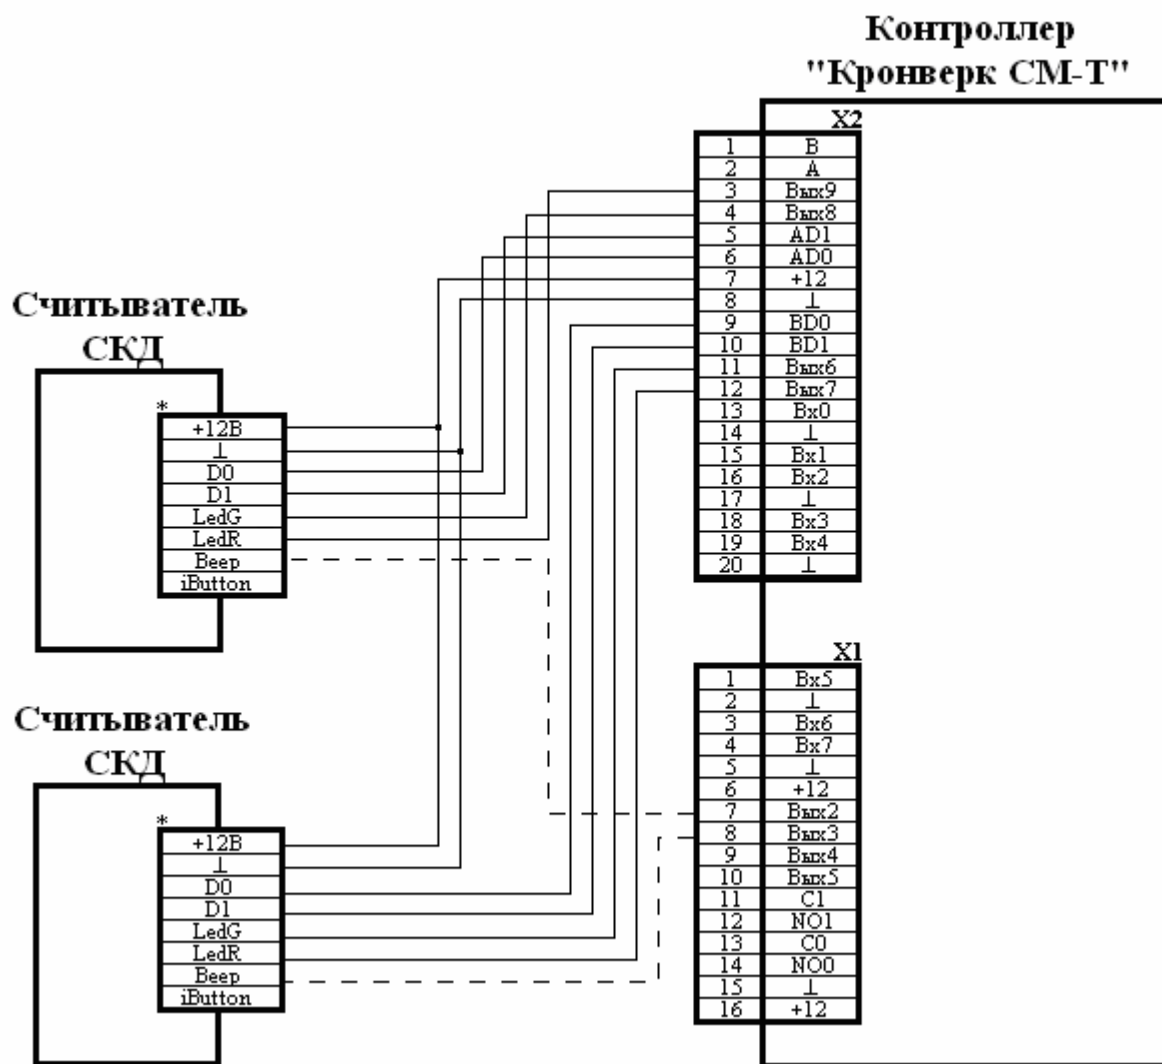 Контроллер
"Кронверк СМ-Т"
X2
1 B
2 A
3 Вых9
4 Вых8
5 AD1
6 AD0
7 +12
8 ⊥
9 BD0
10 BD1
11 Вых6
12 Вых7
13 Вх0
14 ⊥
15 Вх1
16 Вх2
17 ⊥
18 Вх3
19 Вх4
20 ⊥
Считыватель
СКД
*
+12В
⊥
D0
D1
LedG
LedR
Beep
iButton
X1
1 Вх5
2 ⊥
3 Вх6
4 Вх7
5 ⊥
6 +12
7 Вых2
8 Вых3
9 Вых4
10 Вых5
11 C1
12 NO1
13 C0
14 NO0
15 ⊥
16 +12
Считыватель
СКД
*
+12В
⊥
D0
D1
LedG
LedR
Beep
iButton